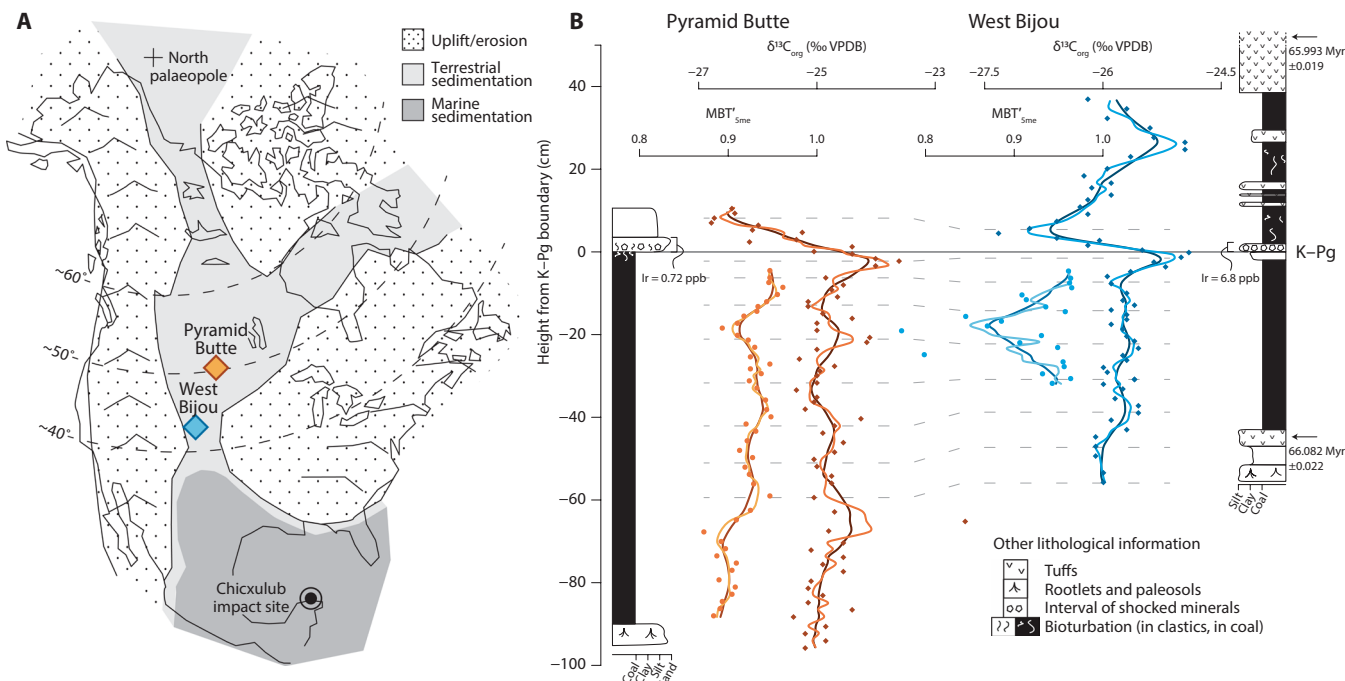 A
North
palaeopole
Uplift/erosion
Terrestrial
sedimentation
Marine
sedimentation
~60°
~50°
~40°
Pyramid
Butte
West
Bijou
Chicxulub
impact site
B
Pyramid Butte
West Bijou
δ¹³Corg (‰ VPDB)
δ¹³Corg (‰ VPDB)
−27
−25
−23
−27.5
−26
−24.5
MBT′5me
MBT′5me
0.8
0.9
1.0
0.8
0.9
1.0
Height from K–Pg boundary (cm)
40
20
0
−20
−40
−60
−80
−100
Ir = 0.72 ppb
Ir = 6.8 ppb
K–Pg
65.993 Myr
±0.019
66.082 Myr
±0.022
Silt
Clay
Coal
Coal
Clay
Silt
and
Other lithological information
Tuffs
Rootlets and paleosols
Interval of shocked minerals
Bioturbation (in clastics, in coal)